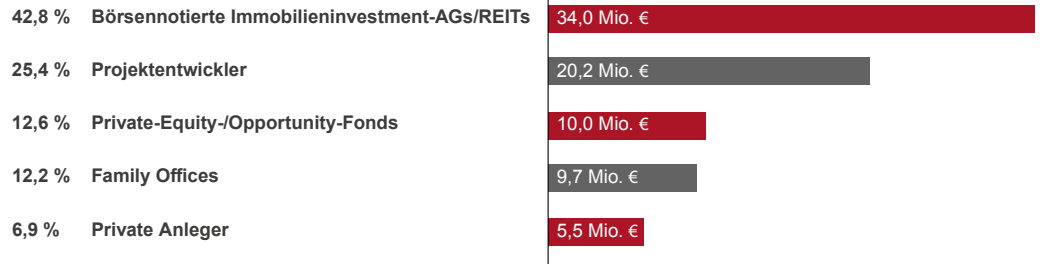 42,8 % Börsennotierte Immobilieninvestment-AGs/REITs 34,0 Mio. €
25,4 % Projektentwickler 20,2 Mio. €
12,6 % Private-Equity-/Opportunity-Fonds 10,0 Mio. €
12,2 % Family Offices 9,7 Mio. €
6,9 % Private Anleger 5,5 Mio. €